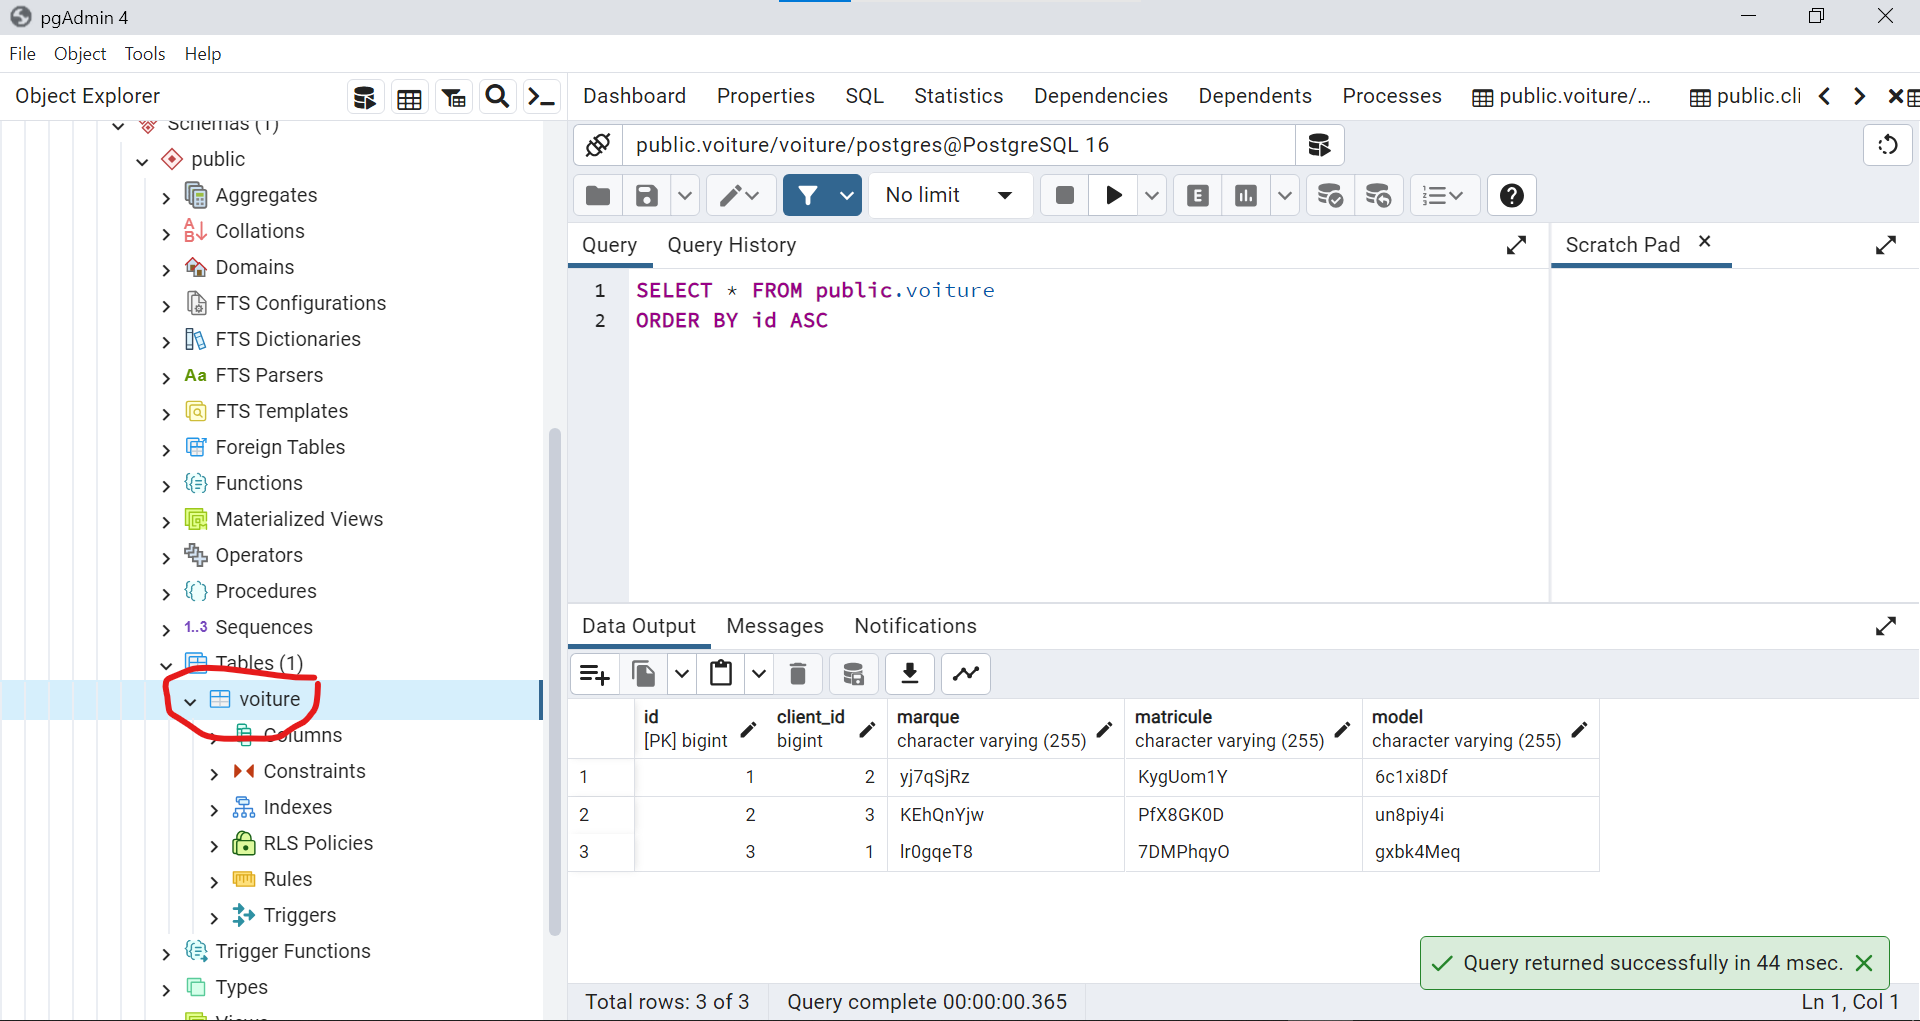 pgAdmin 4
File Object Tools Help
Object Explorer
Dashboard Properties SQL Statistics Dependencies Dependents Processes public.voiture/... public.cli
Schemas (1)
public
Aggregates
Collations
Domains
FTS Configurations
FTS Dictionaries
Aa FTS Parsers
FTS Templates
Foreign Tables
Functions
Materialized Views
Operators
Procedures
1..3 Sequences
Tables (1)
voiture
Columns
Constraints
Indexes
RLS Policies
Rules
Triggers
Trigger Functions
Types
Views
public.voiture/voiture/postgres@PostgreSQL 16
No limit
E
Query Query History
Scratch Pad
1 SELECT * FROM public.voiture
2 ORDER BY id ASC
Data Output Messages Notifications
id client_id marque matricule model
[PK] bigint bigint character varying (255) character varying (255) character varying (255)
1 1 2 yj7qSjRz KygUom1Y 6c1xi8Df
2 2 3 KEhQnYjw PfX8GK0D un8piy4i
3 3 1 lr0gqeT8 7DMPhqyO gxbk4Meq
Query returned successfully in 44 msec.
Total rows: 3 of 3 Query complete 00:00:00.365 Ln 1, Col 1